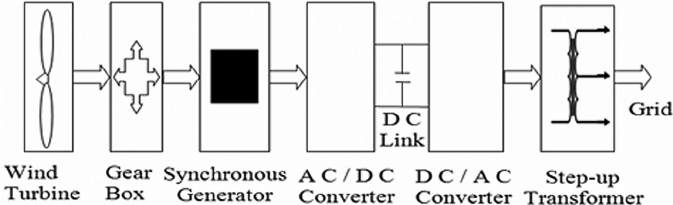 D C
Link
Grid
Wind
Turbine
Gear
Box
Synchronous
Generator
A C / D C
Converter
D C / A C
Converter
Step-up
Transformer